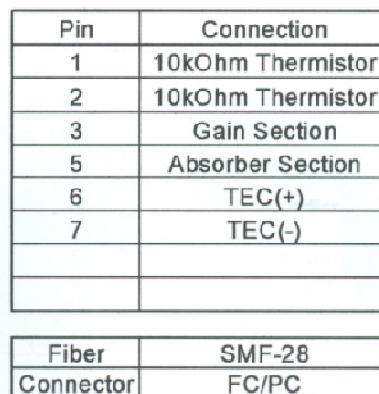 Pin Connection
1 10kOhm Thermistor
2 10kOhm Thermistor
3 Gain Section
5 Absorber Section
6 TEC(+)
7 TEC(-)
Fiber SMF-28
Connector FC/PC